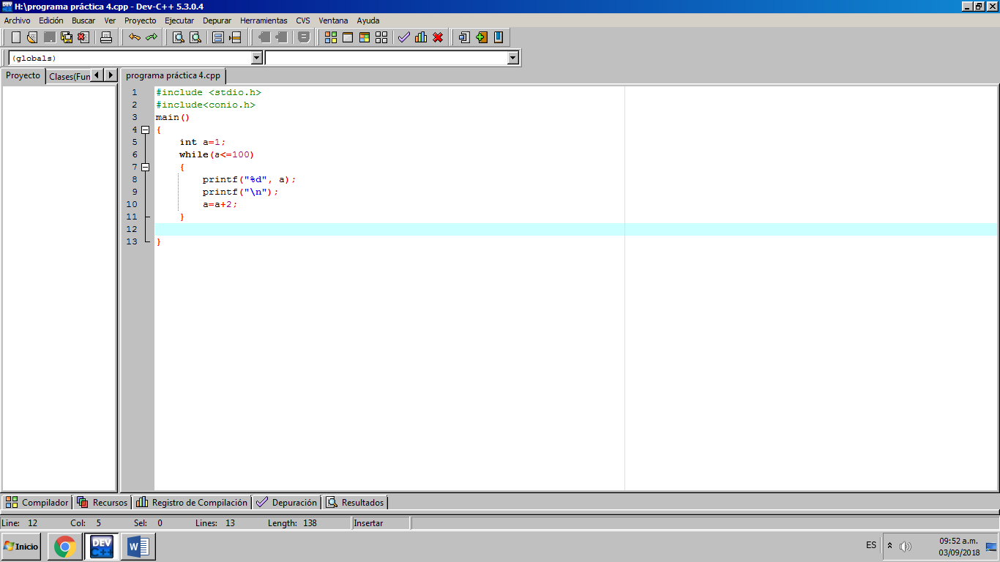 H:\programa práctica 4.cpp - Dev-C++ 5.3.0.4
Archivo Edición Buscar Ver Proyecto Ejecutar Depurar Herramientas CVS Ventana Ayuda
(globals)
Proyecto Clases(Fun programa práctica 4.cpp
1 #include <stdio.h>
2 #include<conio.h>
3 main()
4 {
5 int a=1;
6 while(a<=100)
7 {
8 printf("%d", a);
9 printf("\n");
10 a=a+2;
11 }
12
13 }
Compilador Recursos Registro de Compilación Depuración Resultados
Line: 12 Col: 5 Sel: 0 Lines: 13 Length: 138 Insertar
Inicio DEV C++ W ES 09:52 a.m.
03/09/2018